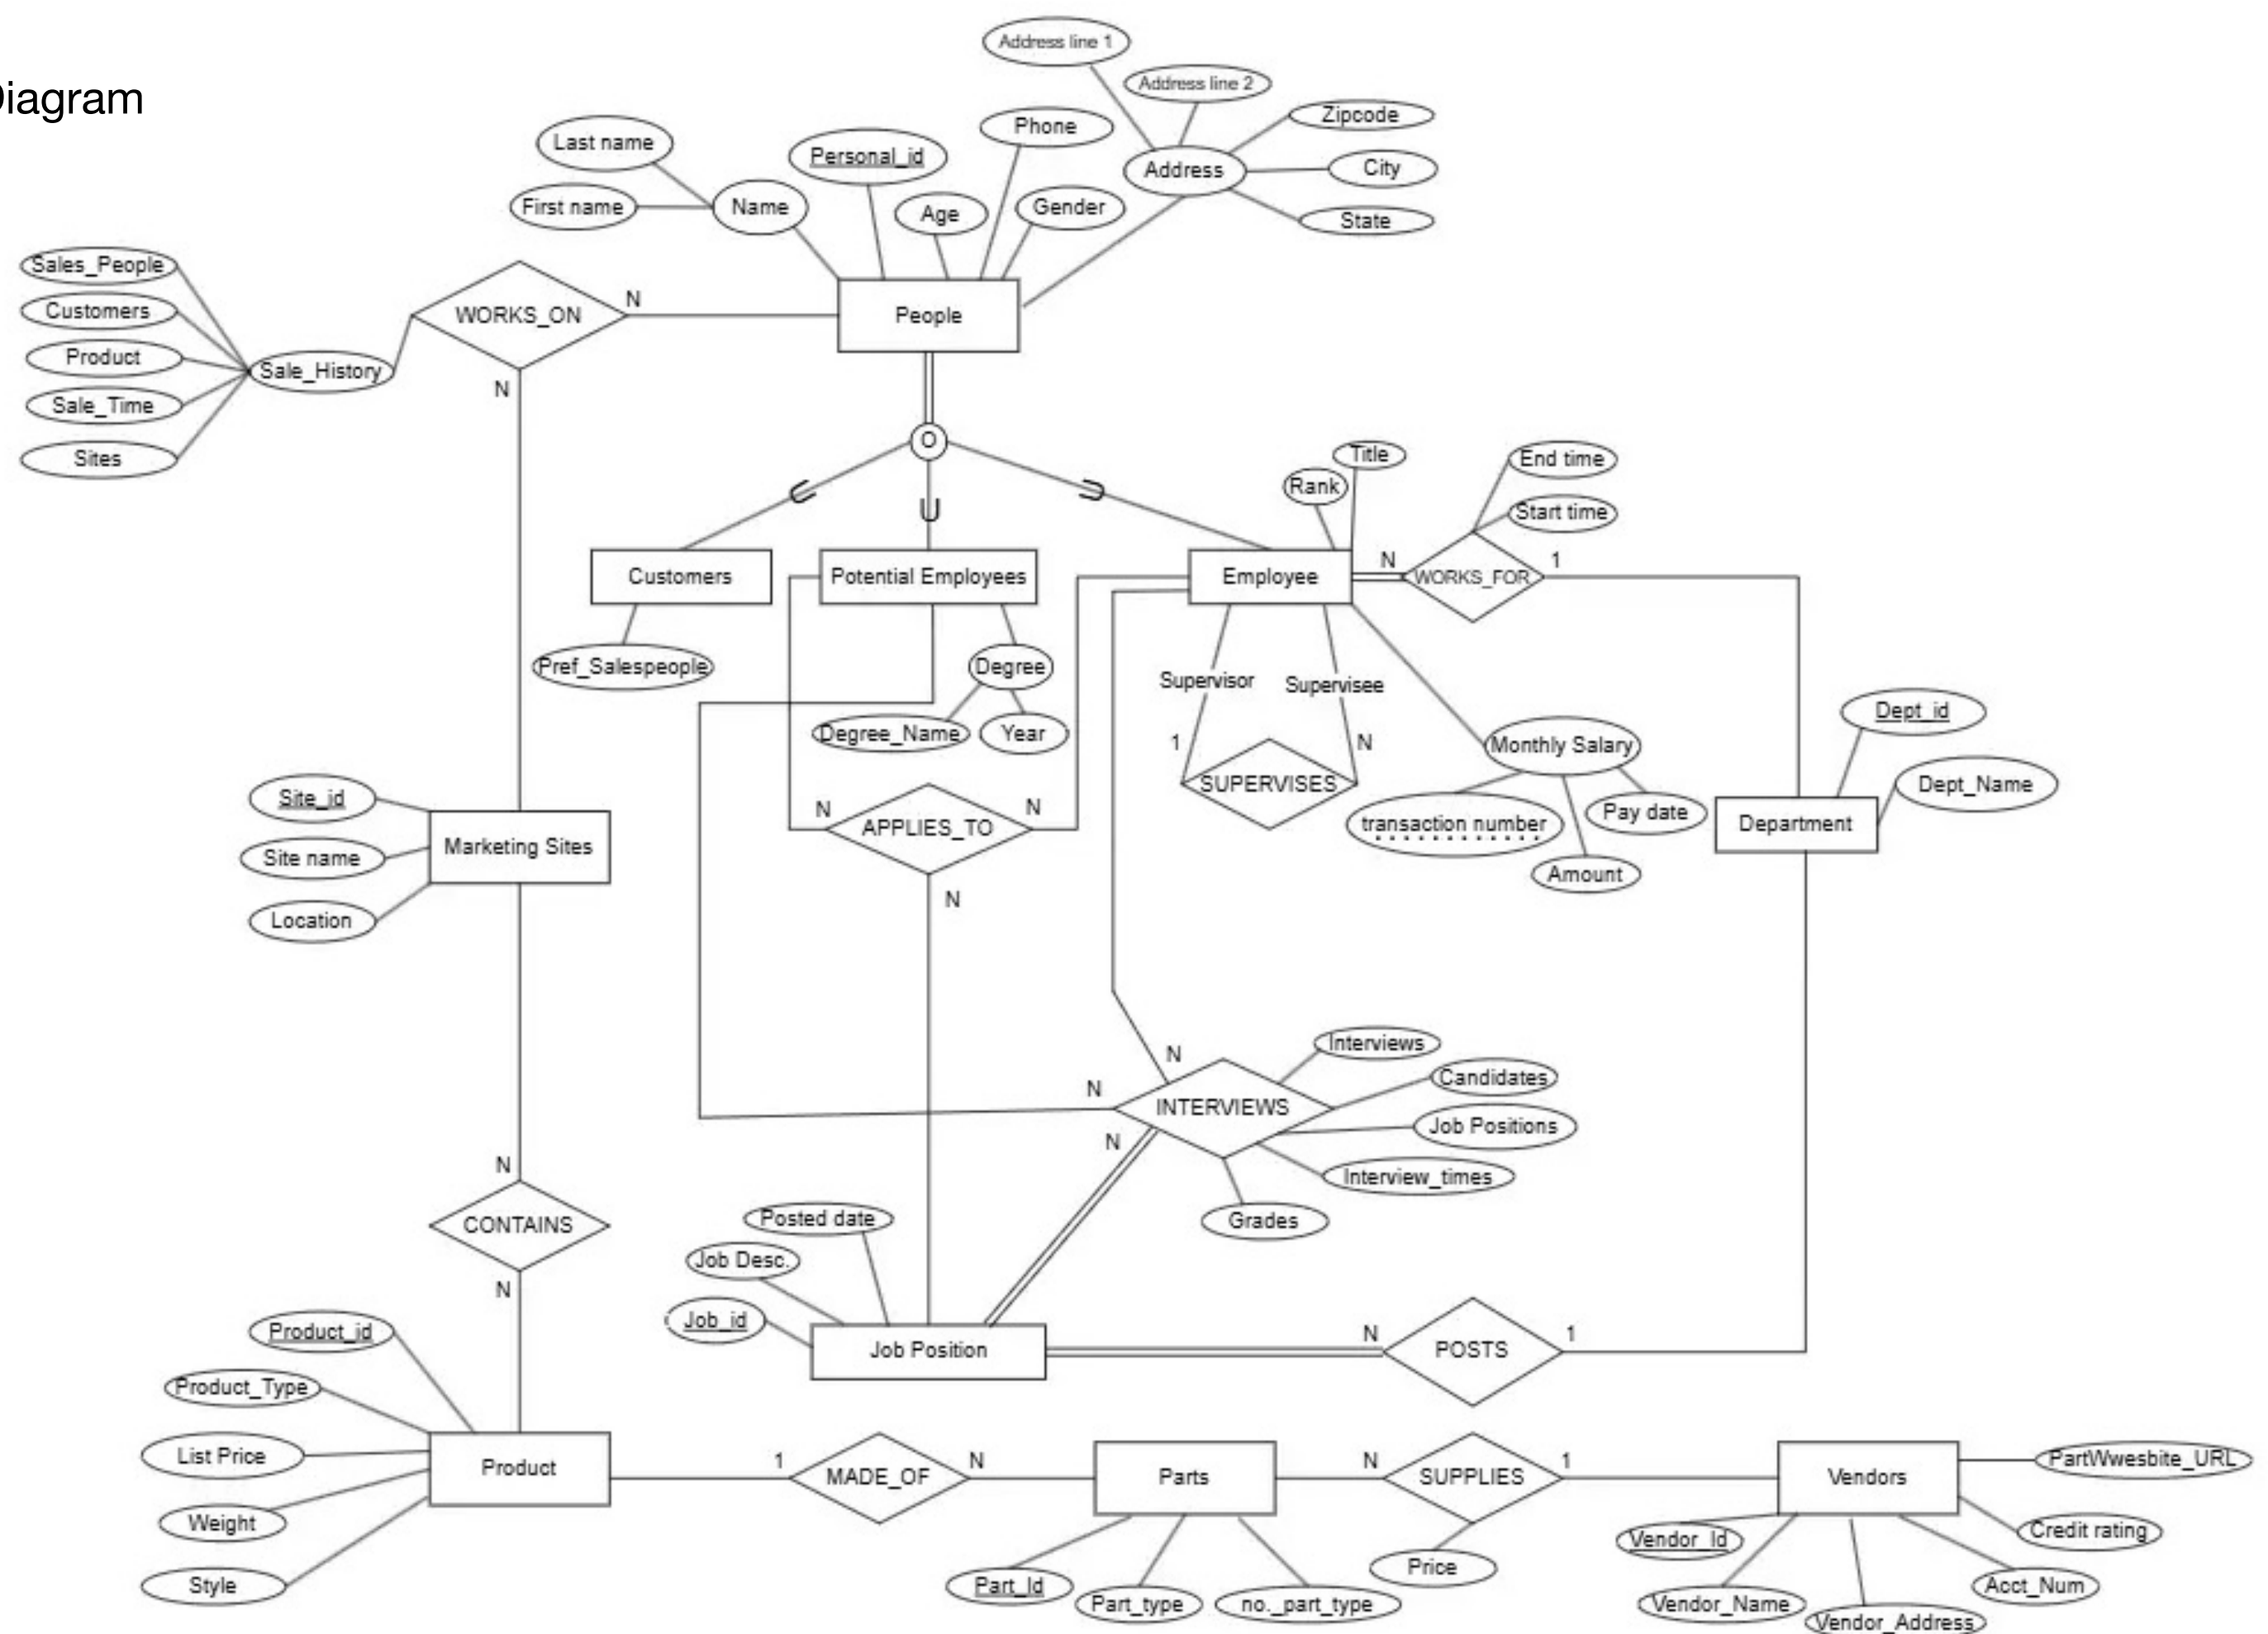 Diagram
Address line 1
Address line 2
Zipcode
Phone
Last name
Personal_id
Address
City
First name
Name
Age
Gender
State
Sales_People
Customers
Product
Sale_Time
Sites
Sale_History
WORKS_ON
N
N
People
O
U
U
U
Title
Rank
End time
Start time
Customers
Potential Employees
Employee
N
WORKS_FOR
1
Pref_Salespeople
Degree
Degree_Name
Year
Supervisor
Supervisee
1
N
SUPERVISES
Monthly Salary
transaction number
Pay date
Amount
Dept_id
Dept_Name
Department
Site_id
Site name
Location
Marketing Sites
N
APPLIES_TO
N
N
N
N
N
INTERVIEWS
Interviews
Candidates
Job Positions
Interview_times
Grades
N
CONTAINS
N
Posted date
Job Desc.
Job_id
Job Position
N
POSTS
1
Product_id
Product_Type
List Price
Weight
Style
Product
1
MADE_OF
N
Parts
N
SUPPLIES
1
Vendors
PartWwesbite_URL
Credit rating
Acct_Num
Vendor_Id
Vendor_Name
Vendor_Address
Part_Id
Part_type
no._part_type
Price